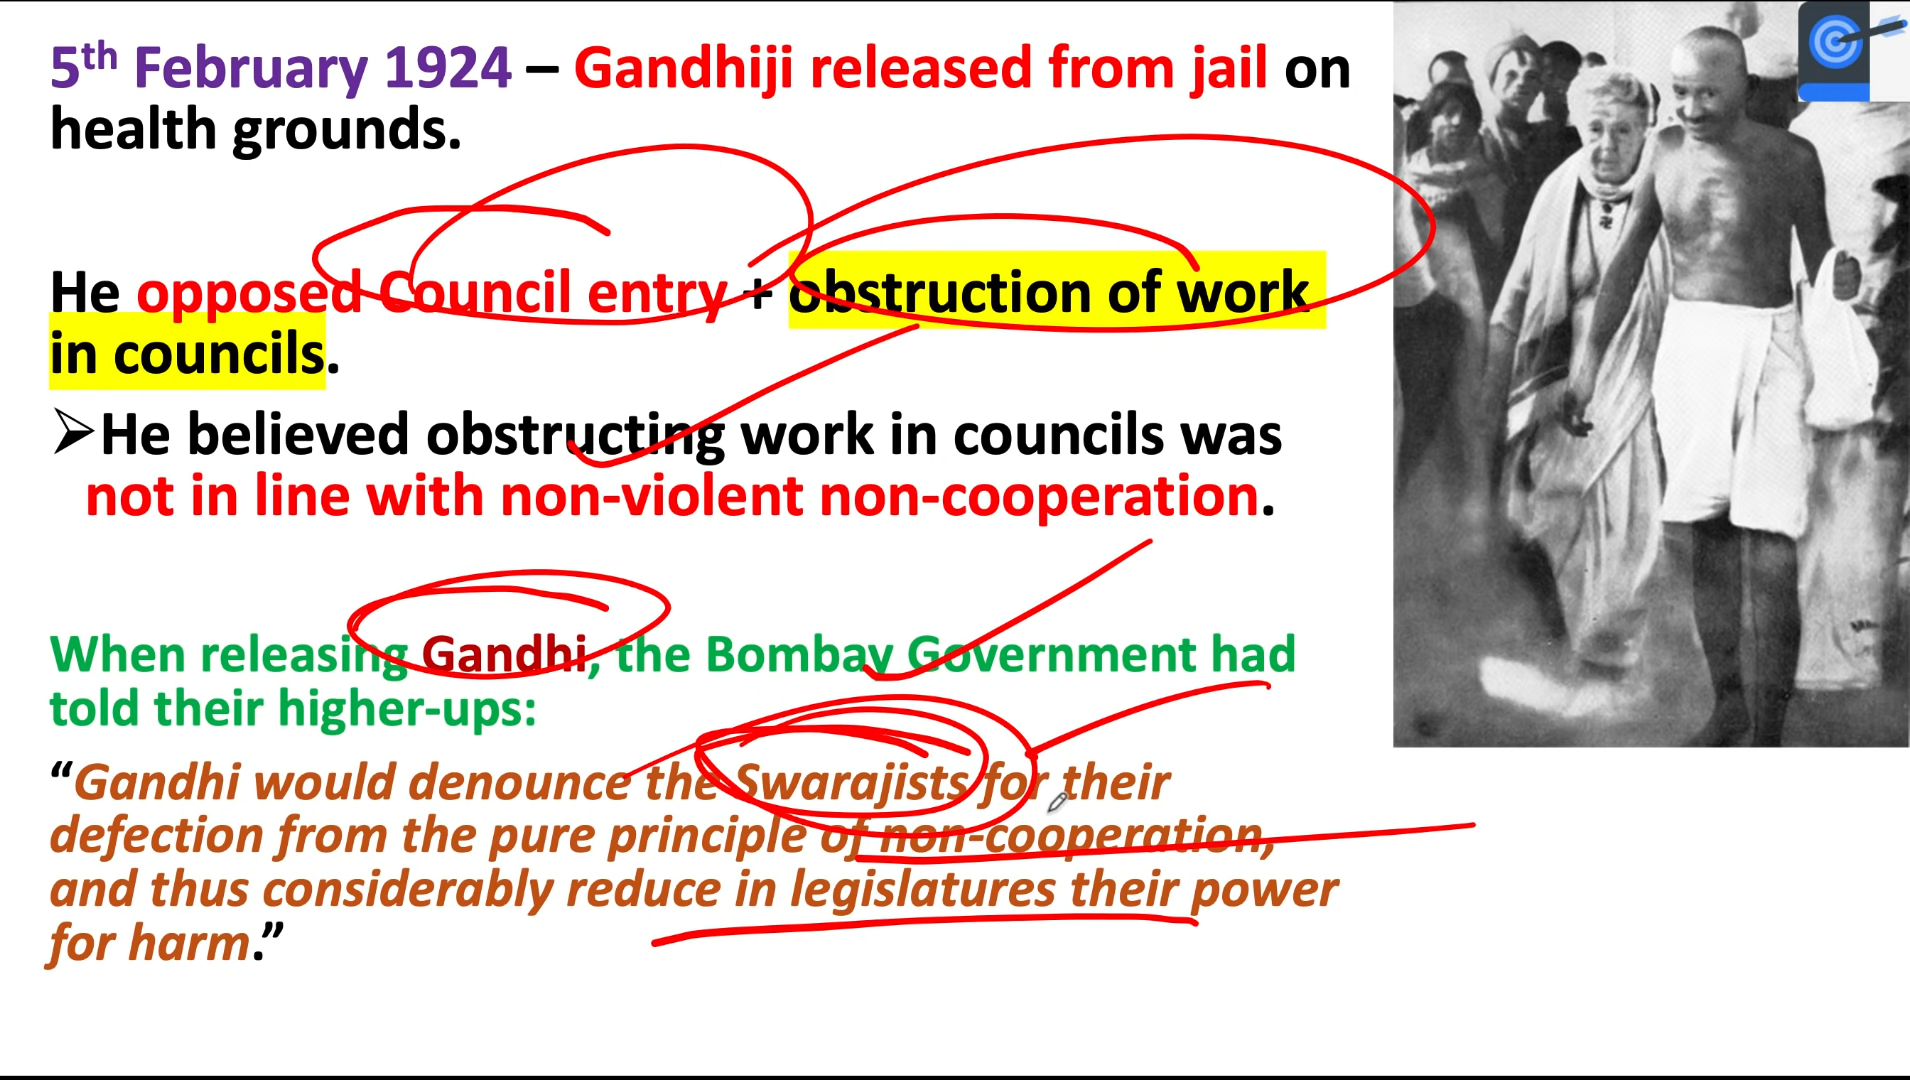 5th February 1924 – Gandhiji released from jail on
health grounds.
He opposed Council entry + obstruction of work
in councils.
➢He believed obstructing work in councils was
not in line with non-violent non-cooperation.
When releasing Gandhi, the Bombay Government had
told their higher-ups:
“Gandhi would denounce the Swarajists for their
defection from the pure principle of non-cooperation,
and thus considerably reduce in legislatures their power
for harm.”